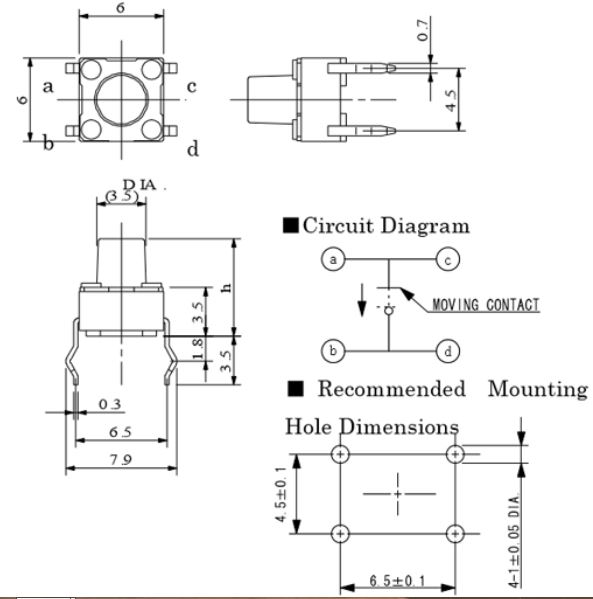 6
6
a
c
b
d
0.7
4.5
DIA.
(3.5)
h
3.5
1.8
3.5
0.3
6.5
7.9
■Circuit Diagram
a
c
MOVING CONTACT
b
d
■ Recommended Mounting
Hole Dimensions
4.5±0.1
6.5±0.1
4-1±0.05 DIA.